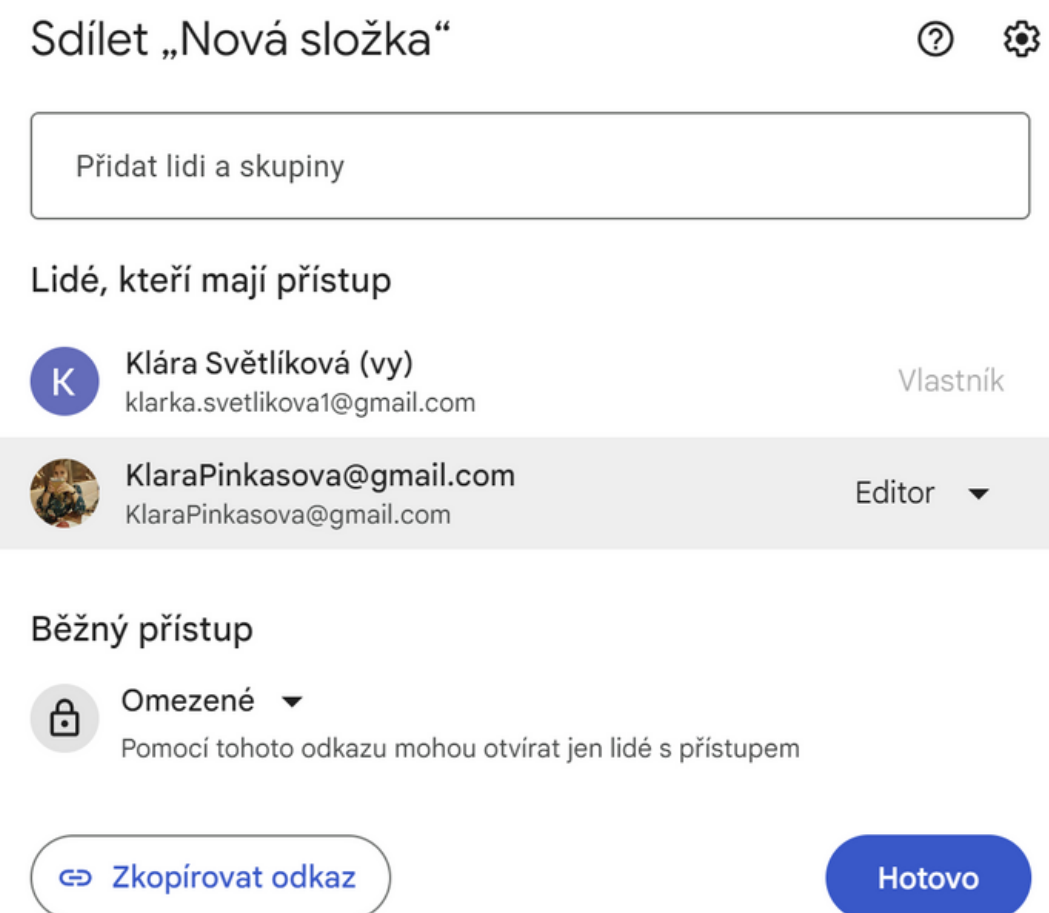 Sdílet „Nová složka“
Přidat lidi a skupiny
Lidé, kteří mají přístup
K
Klára Světlíková (vy)
klarka.svetlikova1@gmail.com
Vlastník
KlaraPinkasova@gmail.com
KlaraPinkasova@gmail.com
Editor
Běžný přístup
Omezené
Pomocí tohoto odkazu mohou otvírat jen lidé s přístupem
Zkopírovat odkaz
Hotovo